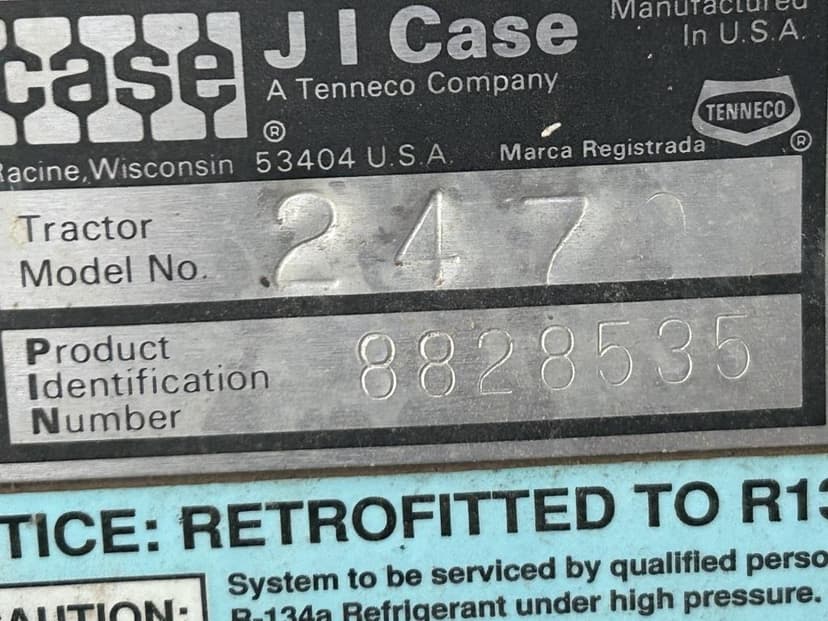 case
J I Case
Manufactured
In U.S.A.
A Tenneco Company
®
TENNECO
®
Racine, Wisconsin 53404 U.S.A. Marca Registrada
Tractor
Model No. 247
Product
Identification
Number
8828535
TICE: RETROFITTED TO R13
System to be serviced by qualified perso
CAUTION:
R-134a Refrigerant under high pressure.